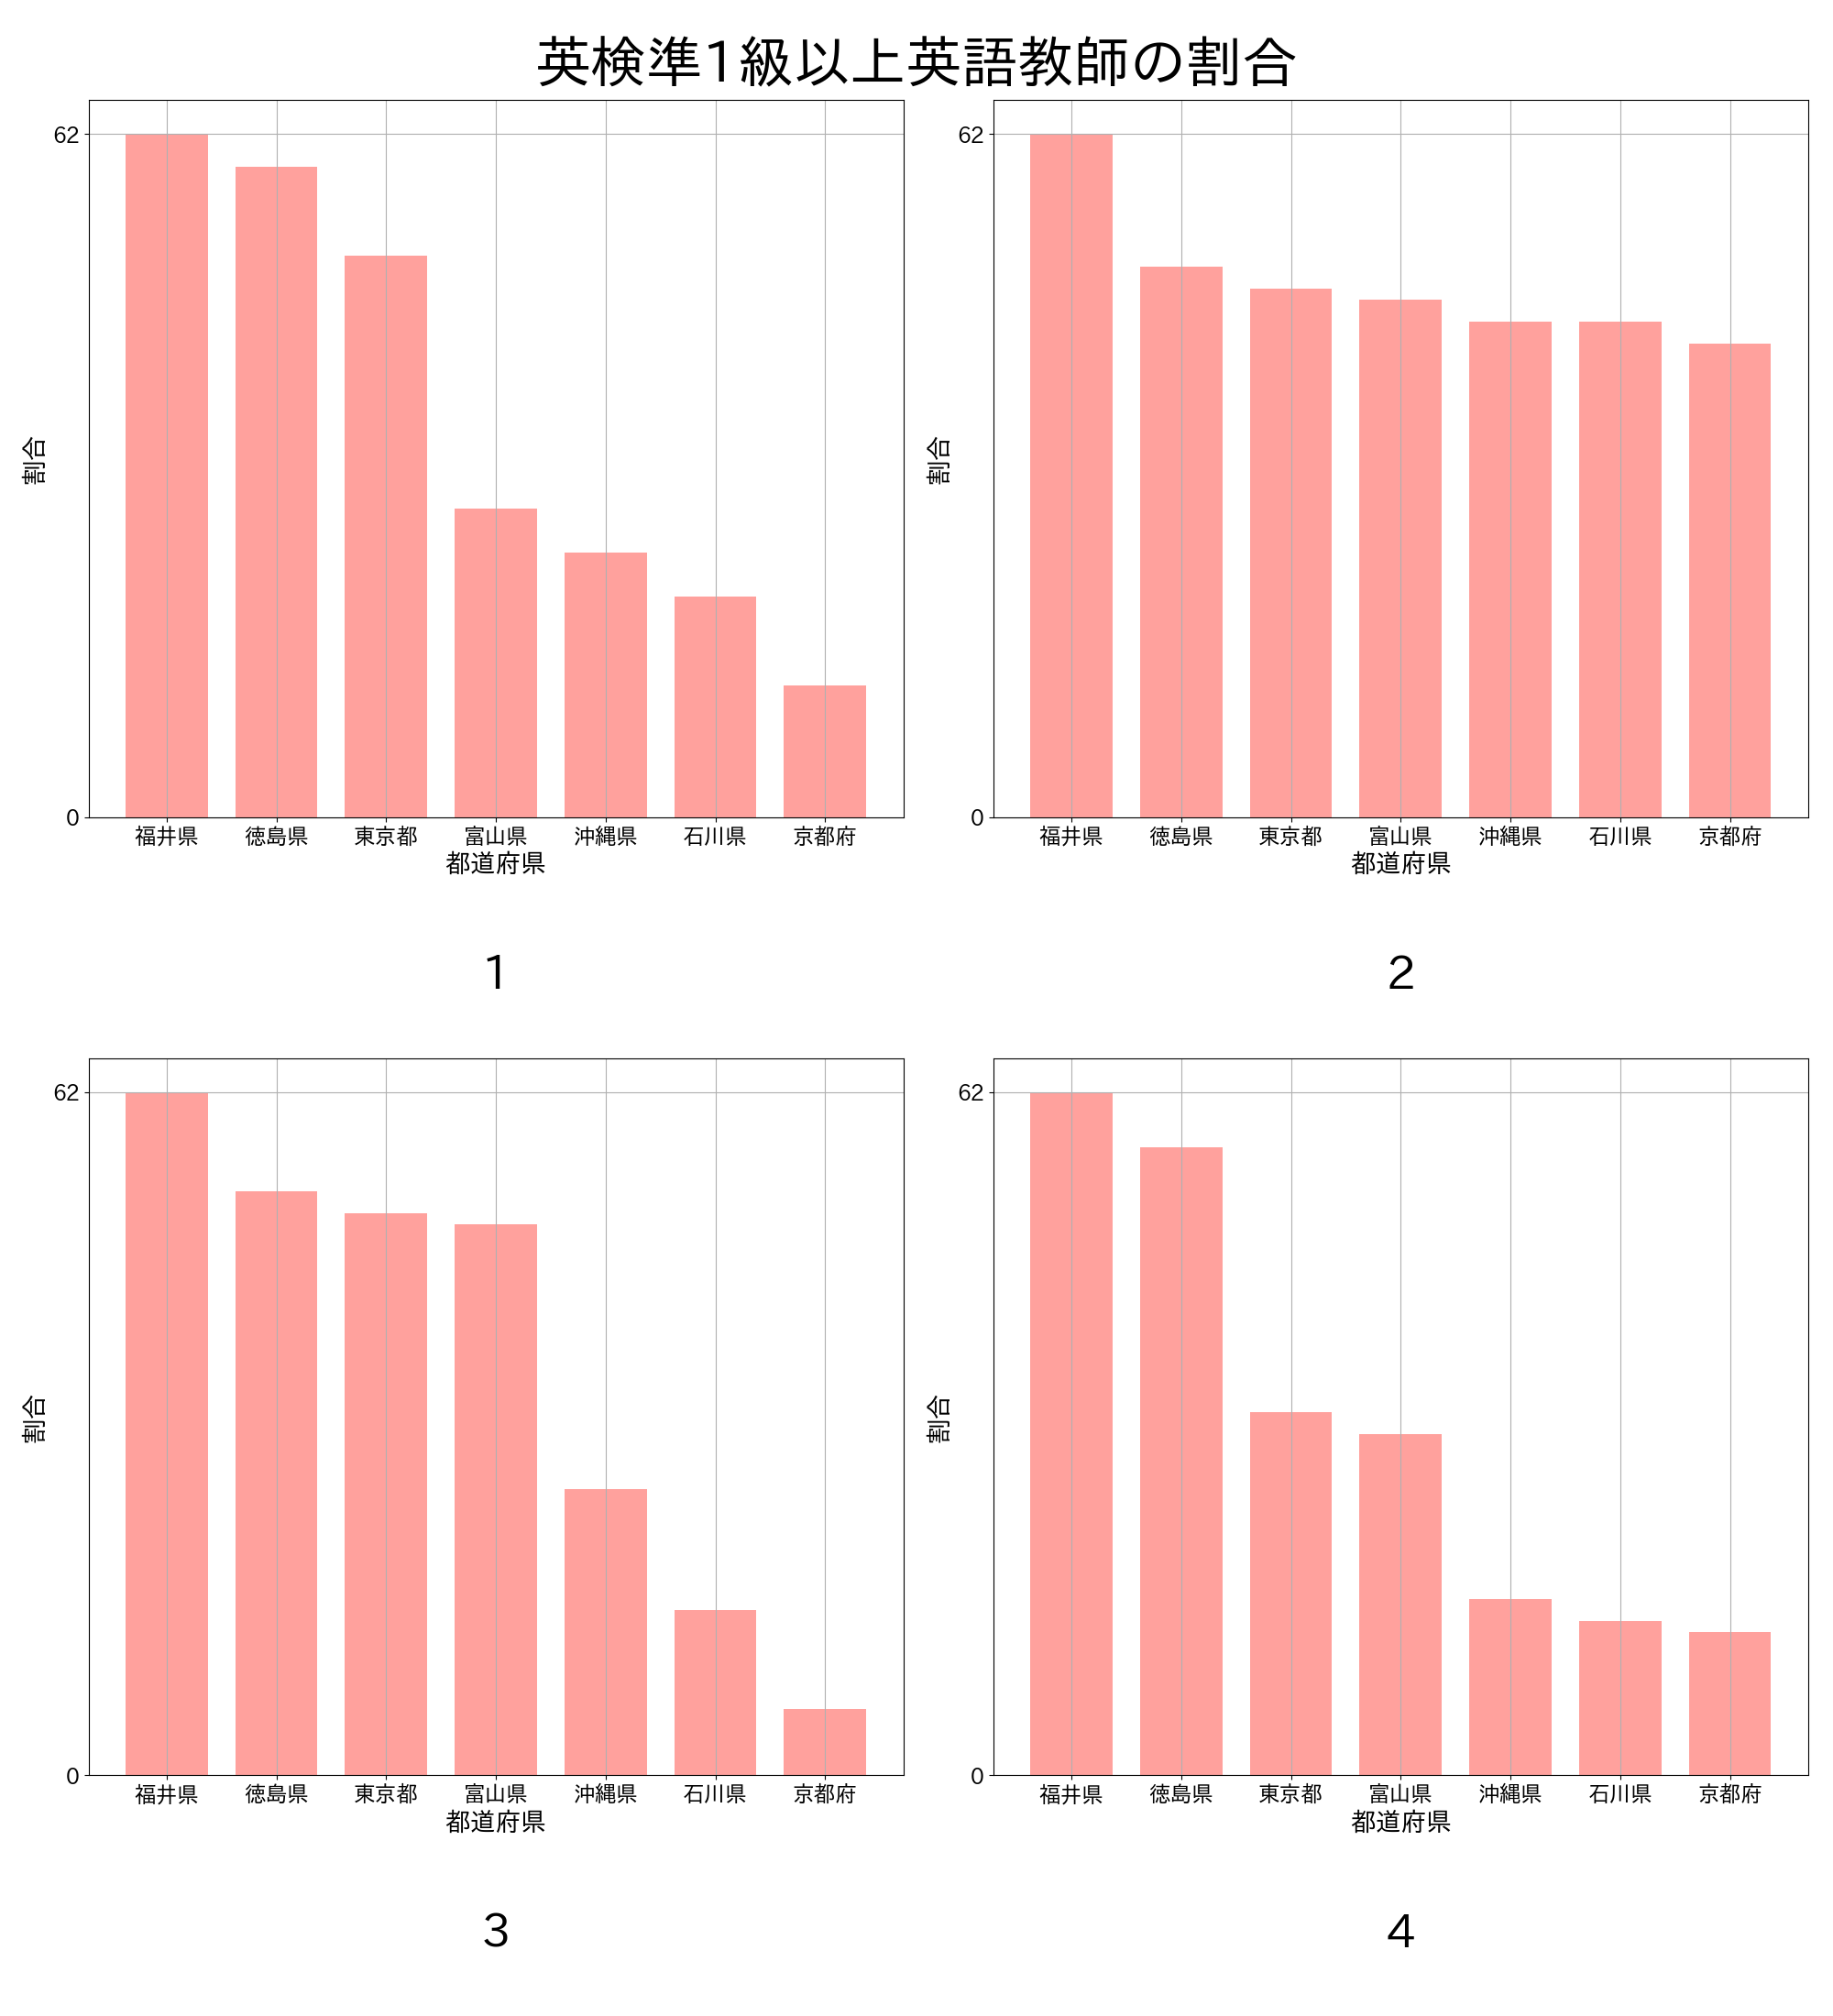 英検準1級以上英語教師の割合
62
割合
0
福井県 徳島県 東京都 富山県 沖縄県 石川県 京都府
都道府県
1
62
割合
0
福井県 徳島県 東京都 富山県 沖縄県 石川県 京都府
都道府県
2
62
割合
0
福井県 徳島県 東京都 富山県 沖縄県 石川県 京都府
都道府県
3
62
割合
0
福井県 徳島県 東京都 富山県 沖縄県 石川県 京都府
都道府県
4